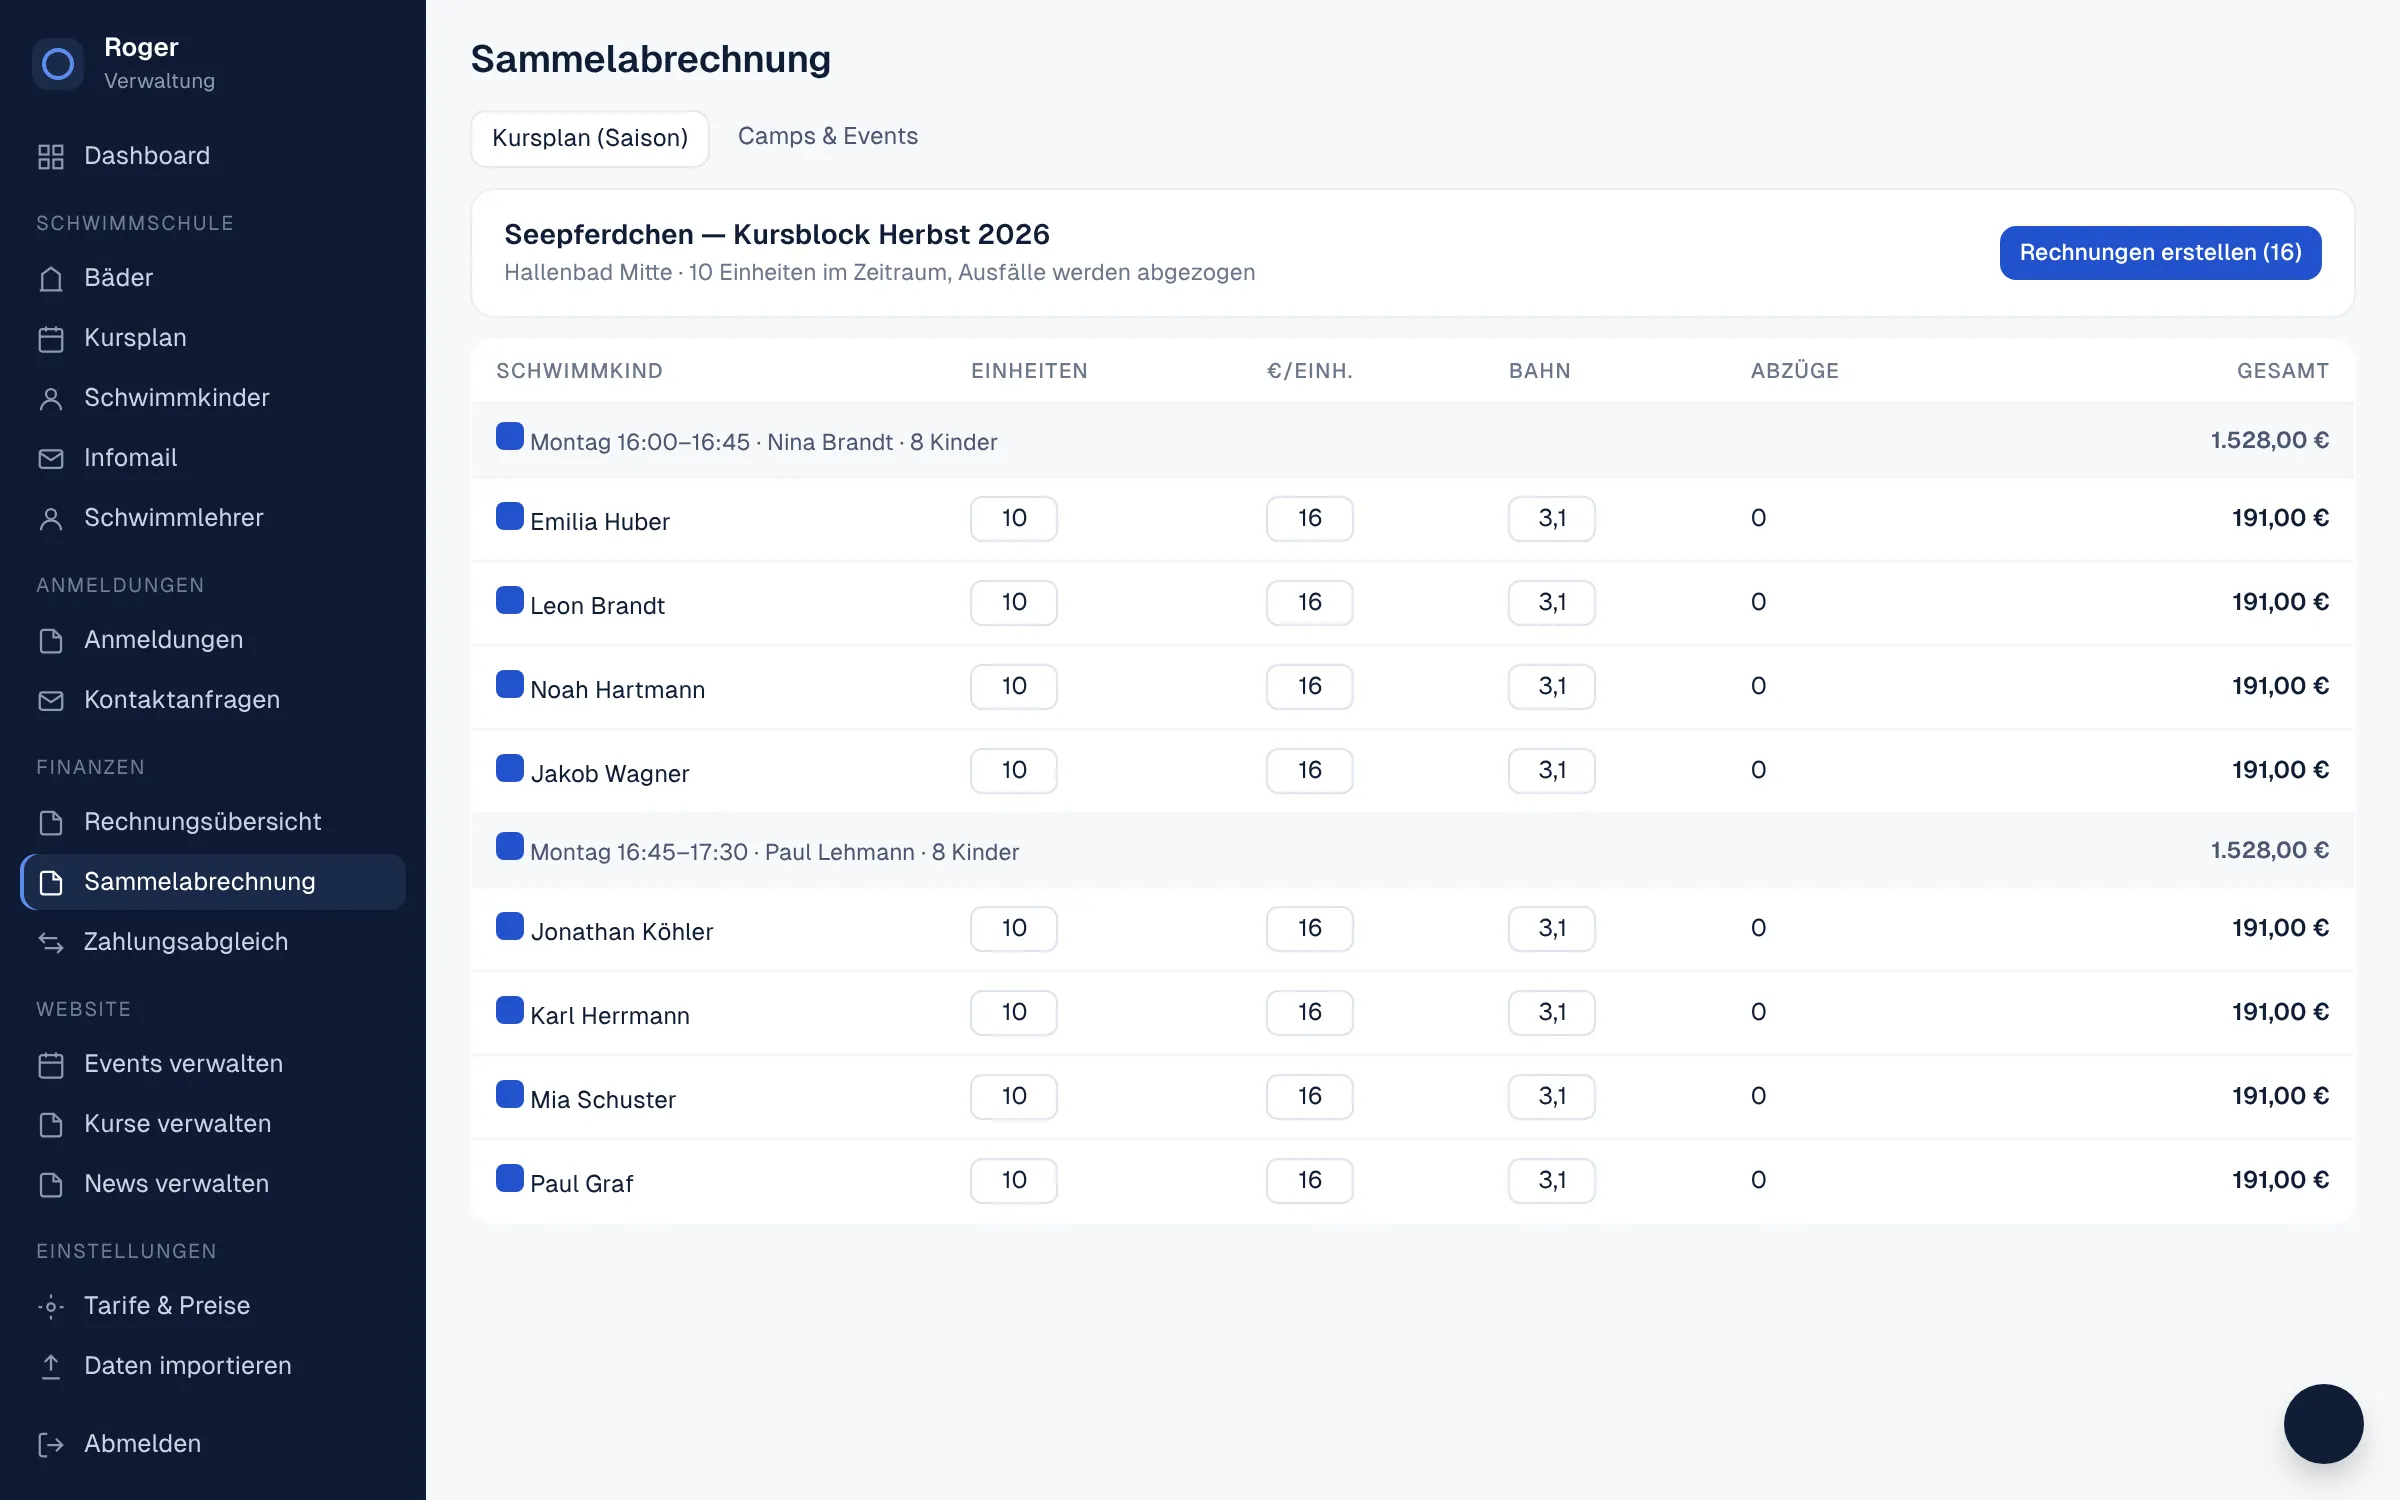 Roger
Verwaltung
Dashboard
SCHWIMMSCHULE
Bäder
Kursplan
Schwimmkinder
Infomail
Schwimmlehrer
ANMELDUNGEN
Anmeldungen
Kontaktanfragen
FINANZEN
Rechnungsübersicht
Sammelabrechnung
Zahlungsabgleich
WEBSITE
Events verwalten
Kurse verwalten
News verwalten
EINSTELLUNGEN
Tarife & Preise
Daten importieren
Abmelden
Sammelabrechnung
Kursplan (Saison) Camps & Events
Seepferdchen — Kursblock Herbst 2026
Hallenbad Mitte · 10 Einheiten im Zeitraum, Ausfälle werden abgezogen
Rechnungen erstellen (16)
SCHWIMMKIND EINHEITEN €/EINH. BAHN ABZÜGE GESAMT
Montag 16:00–16:45 · Nina Brandt · 8 Kinder 1.528,00 €
Emilia Huber 10 16 3,1 0 191,00 €
Leon Brandt 10 16 3,1 0 191,00 €
Noah Hartmann 10 16 3,1 0 191,00 €
Jakob Wagner 10 16 3,1 0 191,00 €
Montag 16:45–17:30 · Paul Lehmann · 8 Kinder 1.528,00 €
Jonathan Köhler 10 16 3,1 0 191,00 €
Karl Herrmann 10 16 3,1 0 191,00 €
Mia Schuster 10 16 3,1 0 191,00 €
Paul Graf 10 16 3,1 0 191,00 €